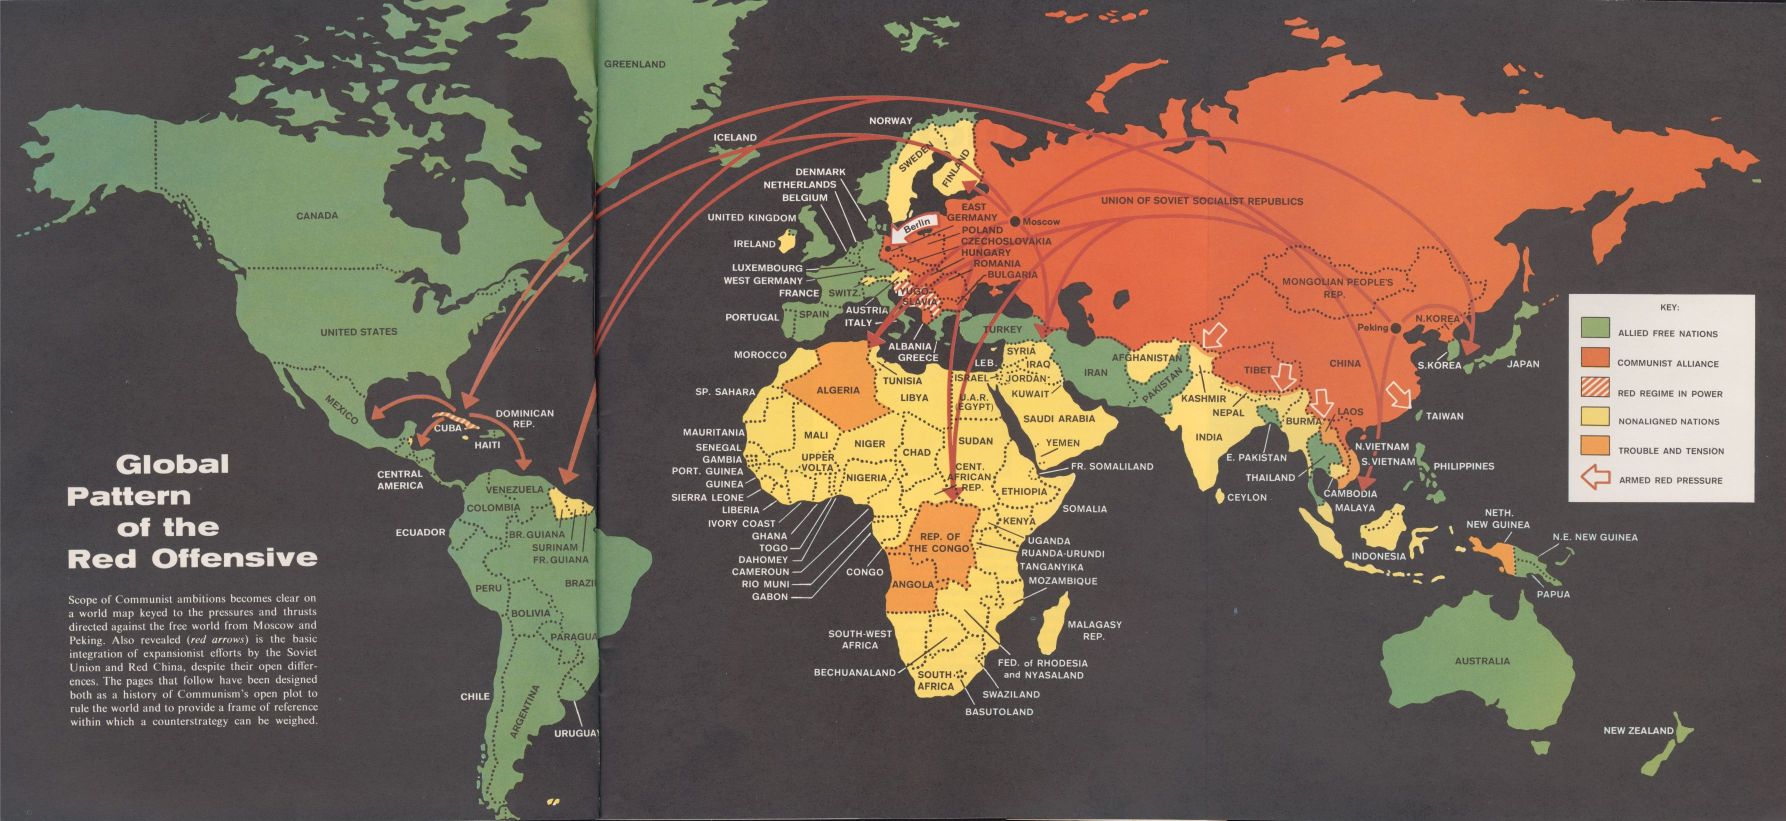 GREENLAND
ICELAND
NORWAY
SWEDEN
FINLAND
DENMARK
NETHERLANDS
BELGIUM
UNITED KINGDOM
IRELAND
Berlin
EAST
GERMANY
POLAND
CZECHOSLOVAKIA
HUNGARY
ROMANIA
BULGARIA
Moscow
UNION OF SOVIET SOCIALIST REPUBLICS
CANADA
LUXEMBOURG
WEST GERMANY
FRANCE
SWITZ.
YUGO-
SLAVIA
AUSTRIA
ITALY
PORTUGAL
SPAIN
ALBANIA
GREECE
TURKEY
MONGOLIAN PEOPLE'S
REP.
Peking
N.KOREA
S.KOREA
JAPAN
CHINA
TIBET
UNITED STATES
MEXICO
CUBA
HAITI
DOMINICAN
REP.
CENTRAL
AMERICA
MOROCCO
SP. SAHARA
ALGERIA
TUNISIA
LIBYA
LEB.
SYRIA
IRAQ
ISRAEL
JORDAN
KUWAIT
U.A.R.
(EGYPT)
SAUDI ARABIA
YEMEN
IRAN
AFGHANISTAN
PAKISTAN
KASHMIR
NEPAL
INDIA
BURMA
LAOS
TAIWAN
E. PAKISTAN
THAILAND
N.VIETNAM
S.VIETNAM
PHILIPPINES
CEYLON
CAMBODIA
MALAYA
MAURITANIA
SENEGAL
GAMBIA
PORT. GUINEA
GUINEA
SIERRA LEONE
LIBERIA
IVORY COAST
GHANA
TOGO
DAHOMEY
CAMEROUN
RIO MUNI
GABON
MALI
UPPER
VOLTA
NIGER
NIGERIA
CHAD
SUDAN
CENT.
AFRICAN
REP.
ETHIOPIA
FR. SOMALILAND
SOMALIA
KENYA
UGANDA
RUANDA-URUNDI
TANGANYIKA
MOZAMBIQUE
REP. OF
THE CONGO
CONGO
ANGOLA
MALAGASY
REP.
SOUTH-WEST
AFRICA
BECHUANALAND
SOUTH
AFRICA
FED. of RHODESIA
and NYASALAND
SWAZILAND
BASUTOLAND
VENEZUELA
COLOMBIA
ECUADOR
BR. GUIANA
SURINAM
FR. GUIANA
PERU
BRAZI
BOLIVIA
PARAGUA
CHILE
ARGENTINA
URUGUA
INDONESIA
NETH.
NEW GUINEA
N.E. NEW GUINEA
PAPUA
AUSTRALIA
NEW ZEALAND
KEY:
ALLIED FREE NATIONS
COMMUNIST ALLIANCE
RED REGIME IN POWER
NONALIGNED NATIONS
TROUBLE AND TENSION
ARMED RED PRESSURE
Global
Pattern
of the
Red Offensive
Scope of Communist ambitions becomes clear on
a world map keyed to the pressures and thrusts
directed against the free world from Moscow and
Peking. Also revealed (red arrows) is the basic
integration of expansionist efforts by the Soviet
Union and Red China, despite their open differ-
ences. The pages that follow have been designed
both as a history of Communism's open plot to
rule the world and to provide a frame of reference
within which a counterstrategy can be weighed.